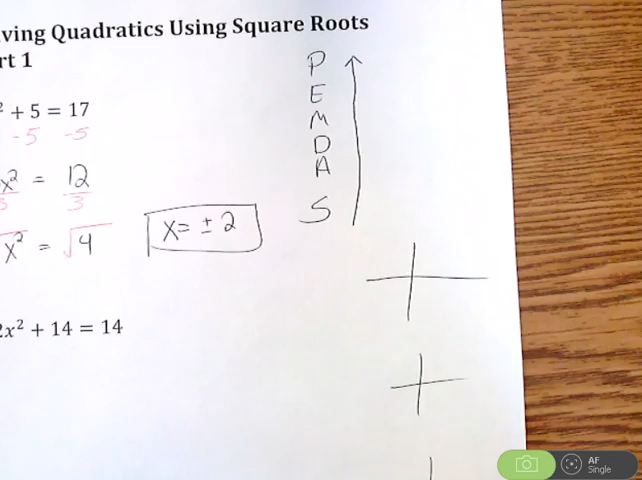 ving Quadratics Using Square Roots
rt 1
² + 5 = 17
-5 -5
x² = 12
3 3
√x² = √4
x = ± 2
2x² + 14 = 14
P
E
M
D
A
S
AF
Single